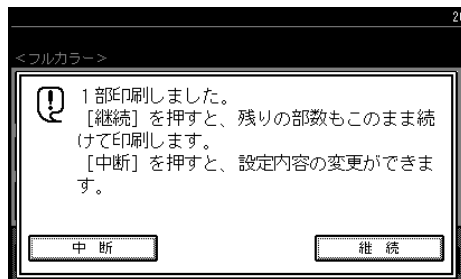 2
<フルカラー>
1部印刷しました。
［継続］を押すと、残りの部数もこのまま続
けて印刷します。
［中断］を押すと、設定内容の変更ができま
す。
中 断
継 続